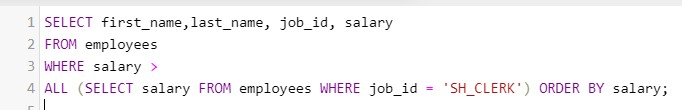 1 SELECT first_name,last_name, job_id, salary
2 FROM employees
3 WHERE salary >
4 ALL (SELECT salary FROM employees WHERE job_id = 'SH_CLERK') ORDER BY salary;